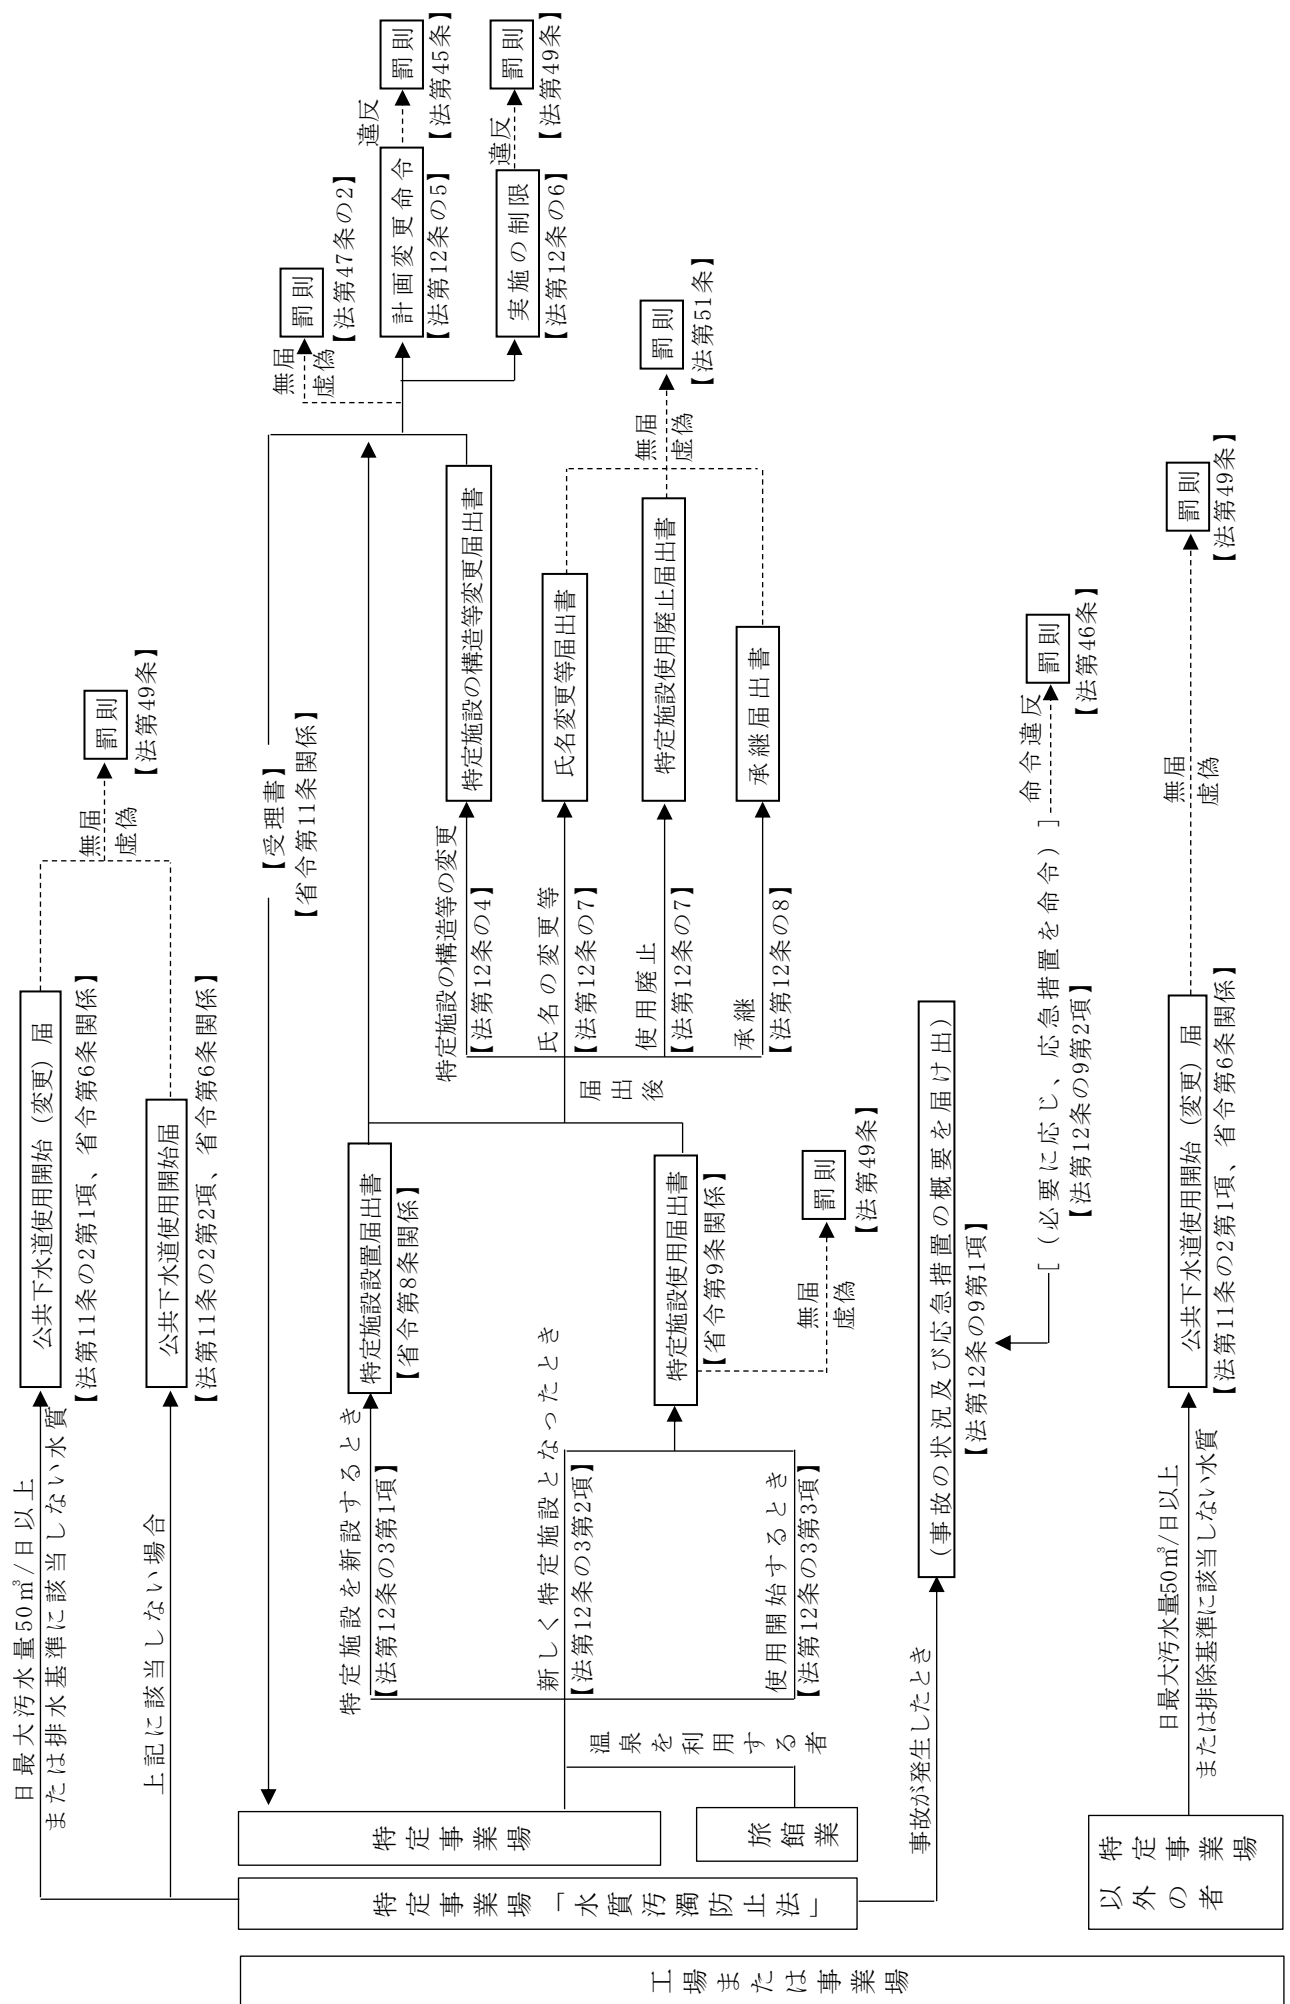 工場または事業場
特定事業場「水質汚濁防止法」
特定事業場
旅館業
温泉を利用する者
特定事業場
以外の者
日最大汚水量50㎥/日以上
または排水基準に該当しない水質
公共下水道使用開始（変更）届
【法第11条の2第1項、省令第6条関係】
上記に該当しない場合
公共下水道使用開始届
【法第11条の2第2項、省令第6条関係】
無届
虚偽
罰則
【法第49条】
【受理書】
【省令第11条関係】
特定施設を新設するとき
【法第12条の3第1項】
特定施設設置届出書
【省令第8条関係】
新しく特定施設となったとき
【法第12条の3第2項】
使用開始するとき
【法第12条の3第3項】
特定施設使用届出書
【省令第9条関係】
無届
虚偽
罰則
【法第49条】
届出後
特定施設の構造等の変更
【法第12条の4】
特定施設の構造等変更届出書
氏名の変更等
【法第12条の7】
氏名変更等届出書
使用廃止
【法第12条の7】
特定施設使用廃止届出書
承継
【法第12条の8】
承継届出書
無届
虚偽
罰則
【法第51条】
無届
虚偽
罰則
【法第47条の2】
計画変更命令
【法第12条の5】
違反
罰則
【法第45条】
実施の制限
【法第12条の6】
違反
罰則
【法第49条】
事故が発生したとき
（事故の状況及び応急措置の概要を届け出）
【法第12条の9第1項】
[（必要に応じ、応急措置を命令）]
【法第12条の9第2項】
命令違反
罰則
【法第46条】
日最大汚水量50㎥/日以上
または排除基準に該当しない水質
公共下水道使用開始（変更）届
【法第11条の2第1項、省令第6条関係】
無届
虚偽
罰則
【法第49条】